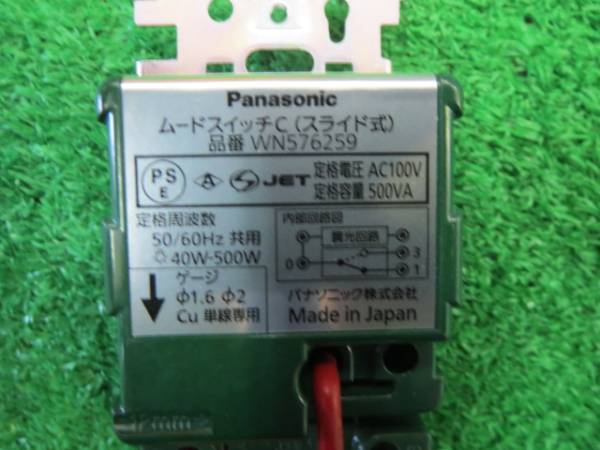 Panasonic
ムードスイッチC（スライド式）
品番 WN576259
PS
E
A
JET
定格電圧 AC100V
定格容量 500VA
定格周波数
50/60Hz 共用
40W-500W
内部回路図
調光回路
0
3
1
ゲージ
φ1.6 φ2
Cu 単線専用
パナソニック株式会社
Made in Japan
12mm